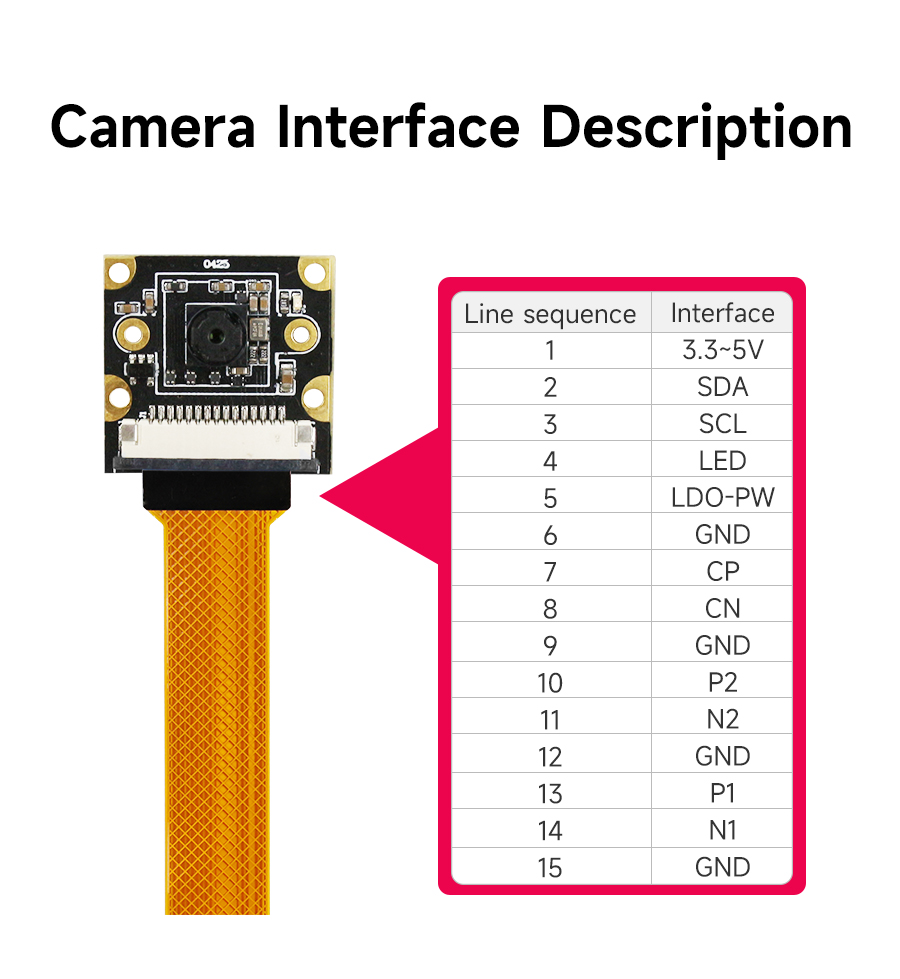 Camera Interface Description
0425
Line sequence Interface
1 3.3~5V
2 SDA
3 SCL
4 LED
5 LDO-PW
6 GND
7 CP
8 CN
9 GND
10 P2
11 N2
12 GND
13 P1
14 N1
15 GND